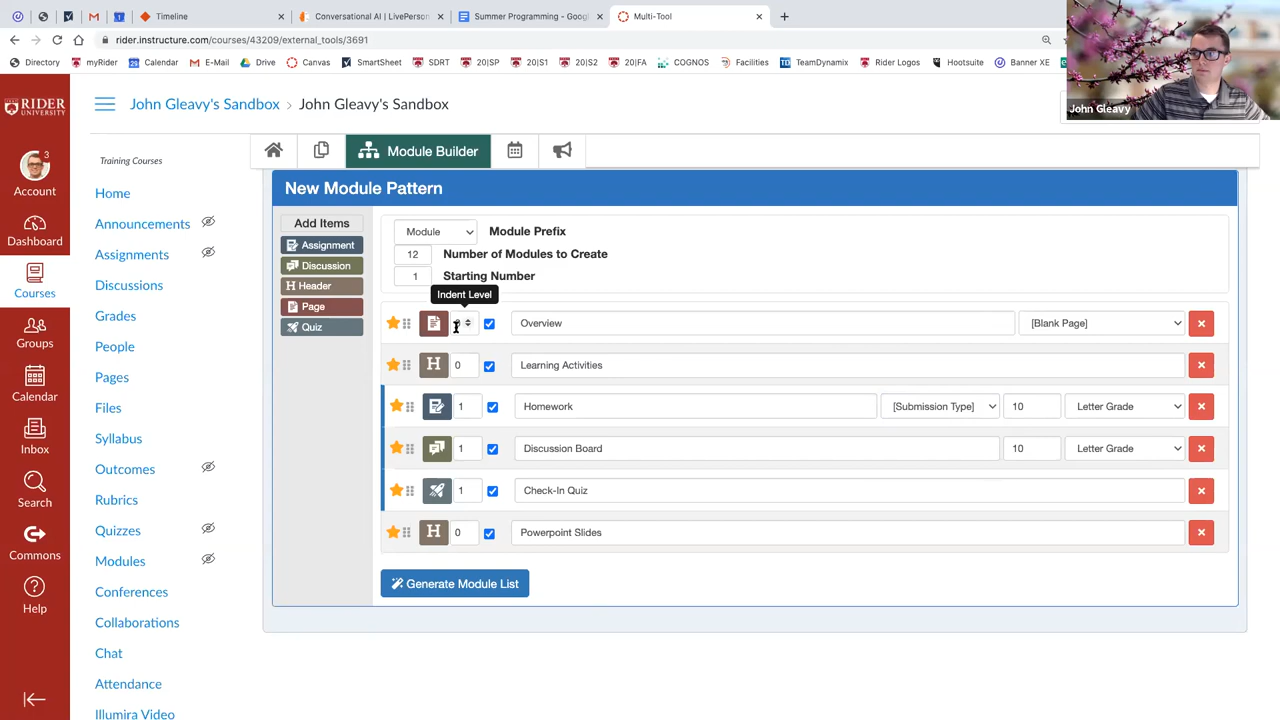 Timeline
Conversational AI | LivePerson
Summer Programming - Googl
Multi-Tool
rider.instructure.com/courses/43209/external_tools/3691
Directory
myRider
Calendar
E-Mail
Drive
Canvas
SmartSheet
SDRT
20|SP
20|S1
20|S2
20|FA
COGNOS
Facilities
TeamDynamix
Rider Logos
Hootsuite
Banner XE
John Gleavy
RIDER
UNIVERSITY
3
Account
Dashboard
Courses
Groups
Calendar
Inbox
Search
Commons
Help
John Gleavy's Sandbox > John Gleavy's Sandbox
Training Courses
Home
Announcements
Assignments
Discussions
Grades
People
Pages
Files
Syllabus
Outcomes
Rubrics
Quizzes
Modules
Conferences
Collaborations
Chat
Attendance
Illumira Video
Module Builder
New Module Pattern
Add Items
Assignment
Discussion
Header
Page
Quiz
Module Module Prefix
12 Number of Modules to Create
1 Starting Number
Indent Level
Overview [Blank Page]
H 0 Learning Activities
1 Homework [Submission Type] 10 Letter Grade
1 Discussion Board 10 Letter Grade
1 Check-In Quiz
H 0 Powerpoint Slides
Generate Module List